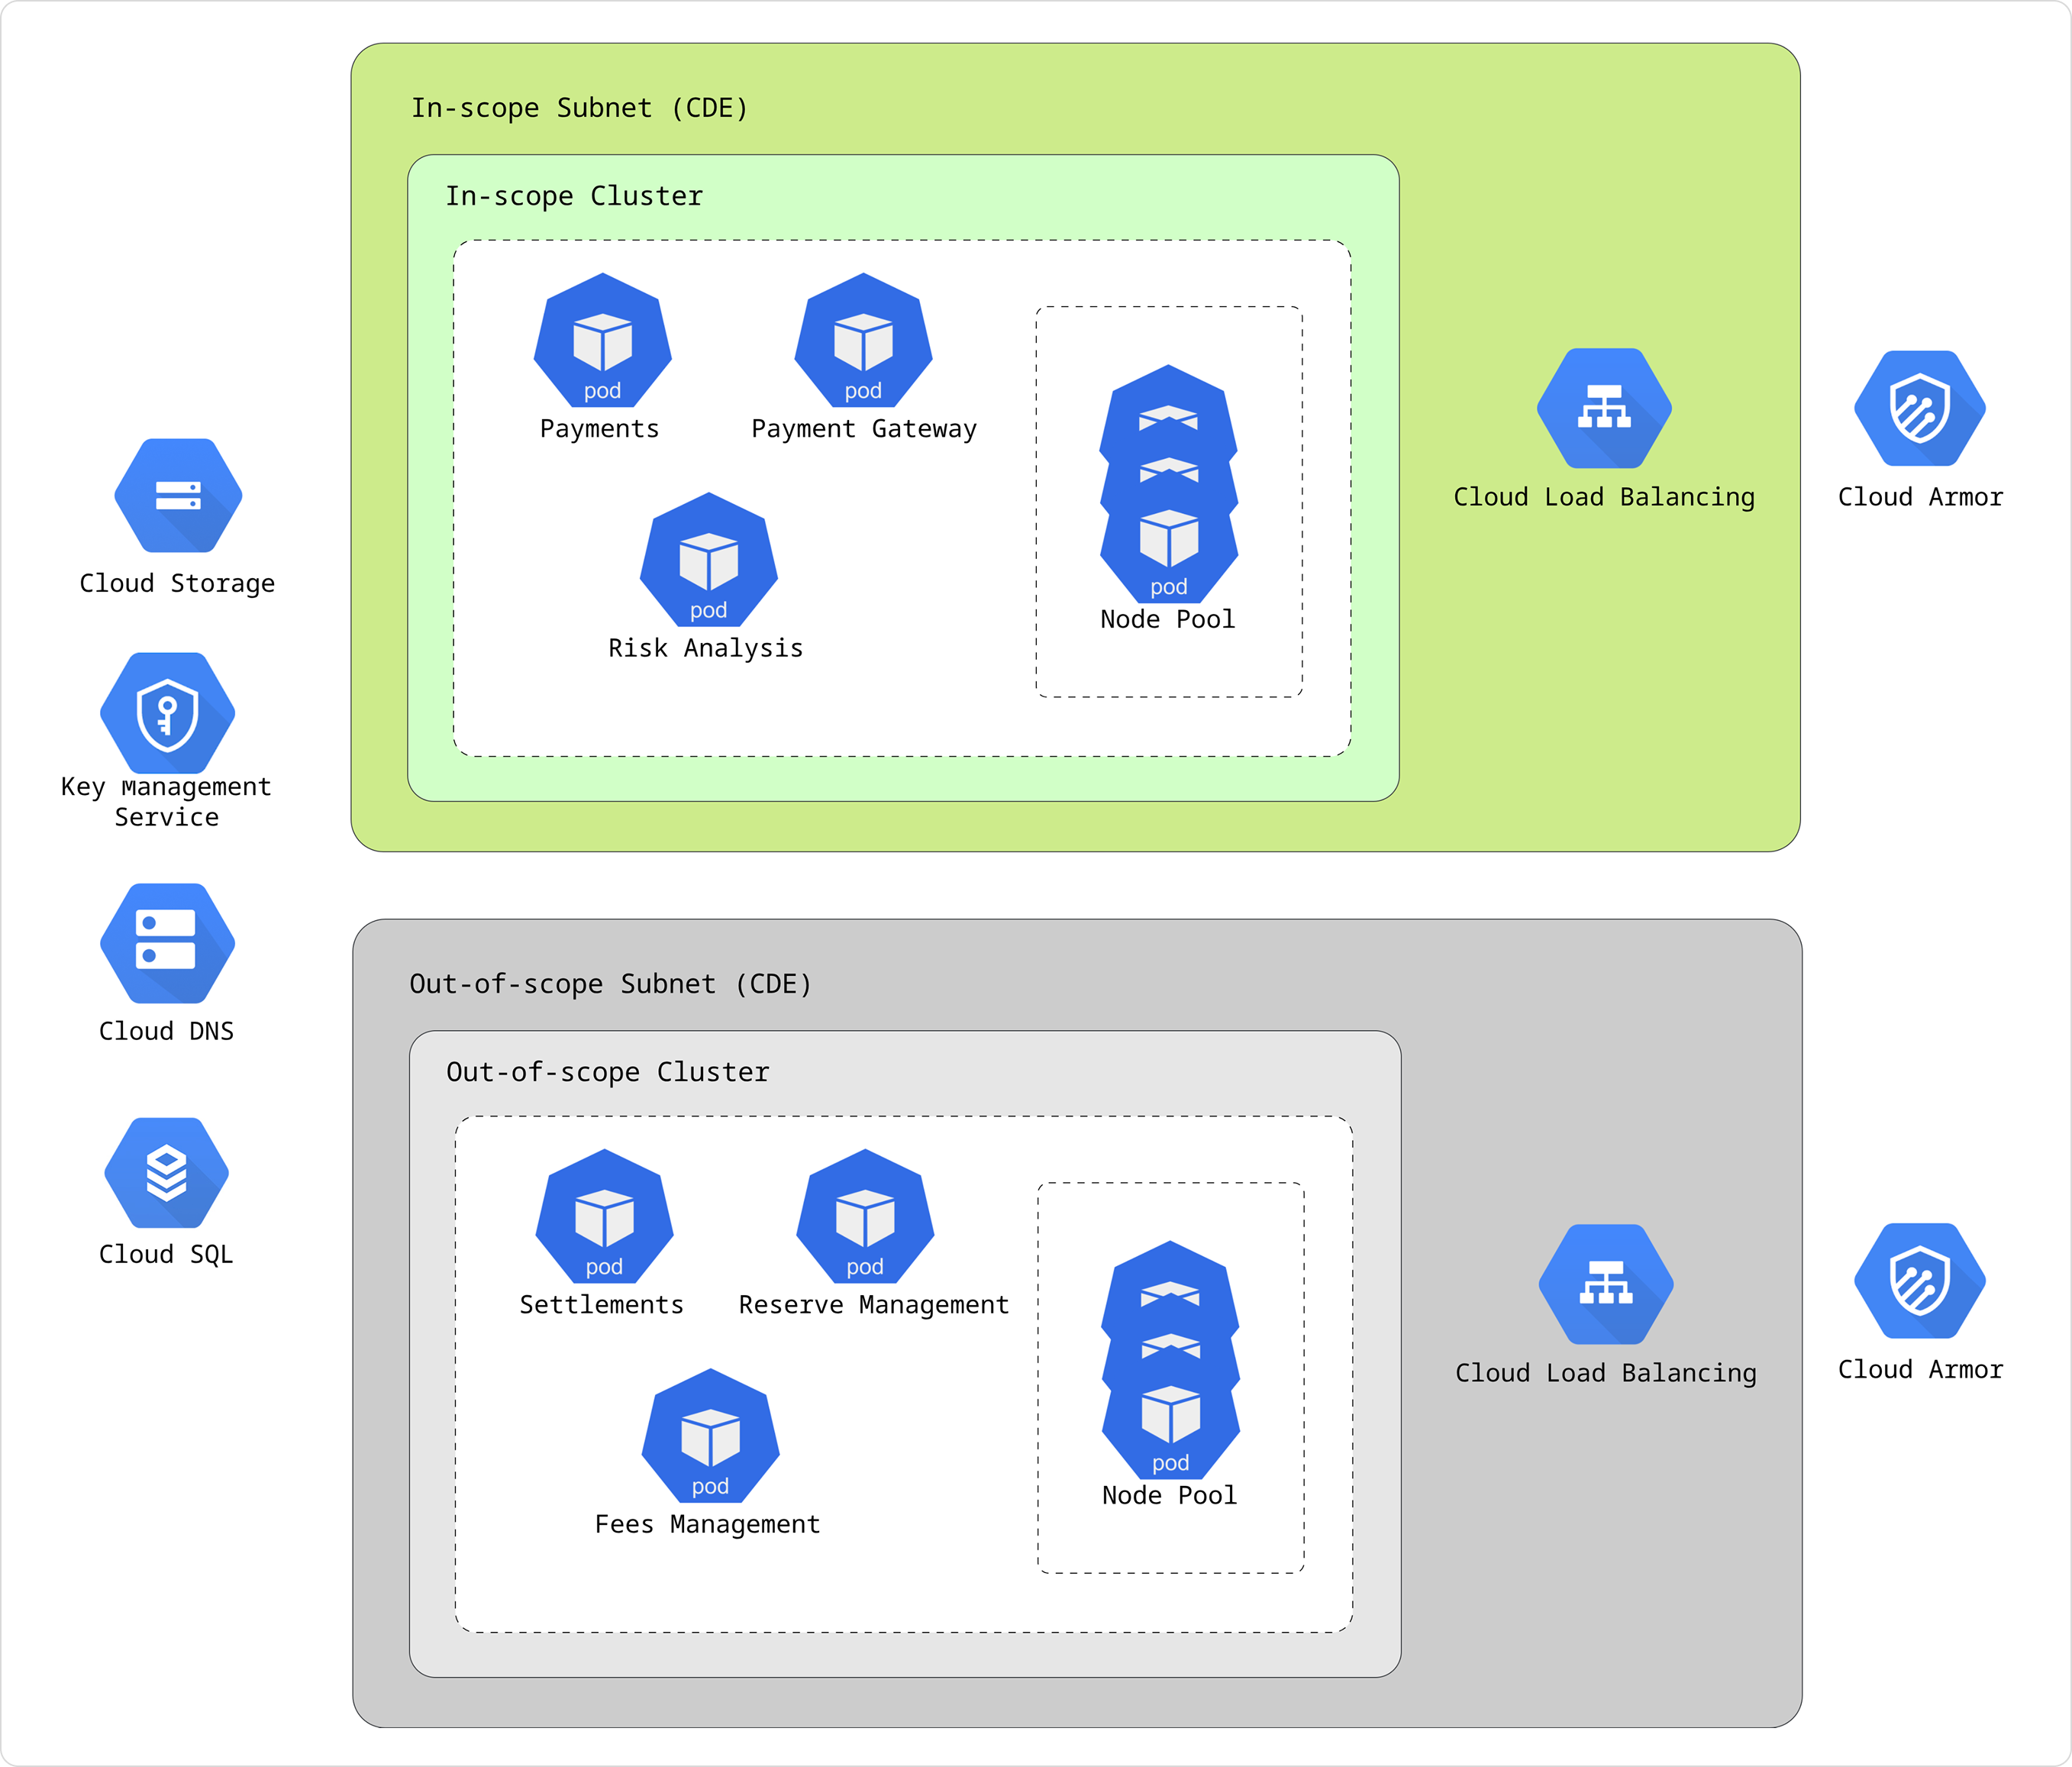 In-scope Subnet (CDE)
In-scope Cluster
pod
Payments
pod
Payment Gateway
pod
Risk Analysis
pod
Node Pool
Cloud Load Balancing
Cloud Armor
Cloud Storage
Key Management
Service
Cloud DNS
Cloud SQL
Out-of-scope Subnet (CDE)
Out-of-scope Cluster
pod
Settlements
pod
Reserve Management
pod
Fees Management
pod
Node Pool
Cloud Load Balancing
Cloud Armor